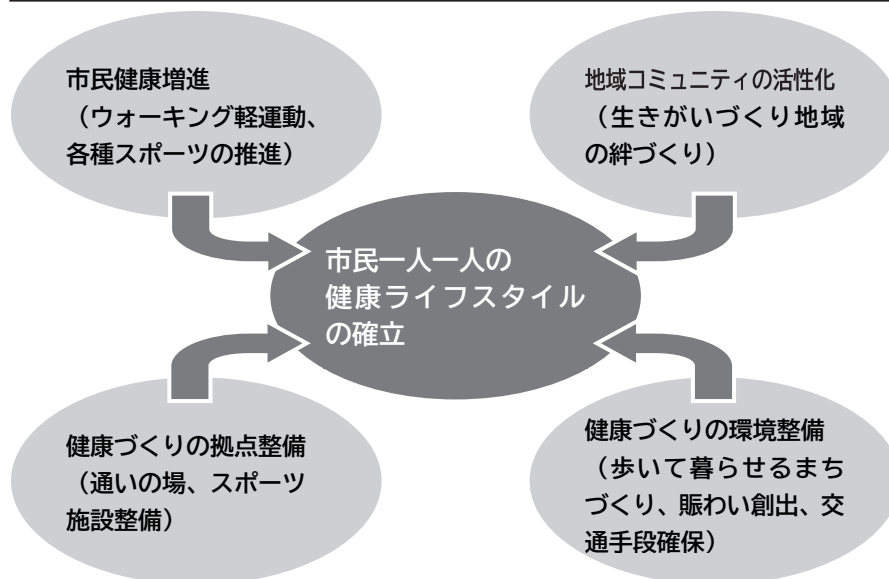 市民健康増進
（ウォーキング軽運動、
各種スポーツの推進）
地域コミュニティの活性化
（生きがいづくり地域
の絆づくり）
市民一人一人の
健康ライフスタイル
の確立
健康づくりの拠点整備
（通いの場、スポーツ
施設整備）
健康づくりの環境整備
（歩いて暮らせるまち
づくり、賑わい創出、交
通手段確保）